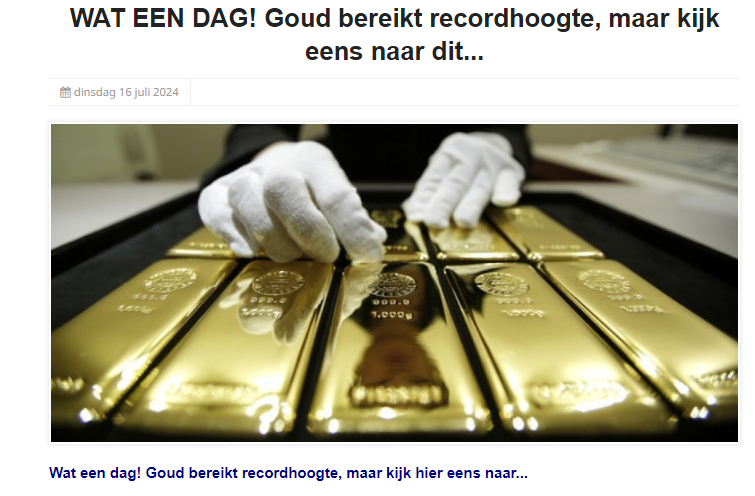 WAT EEN DAG! Goud bereikt recordhoogte, maar kijk
eens naar dit...
dinsdag 16 juli 2024
Wat een dag! Goud bereikt recordhoogte, maar kijk hier eens naar...